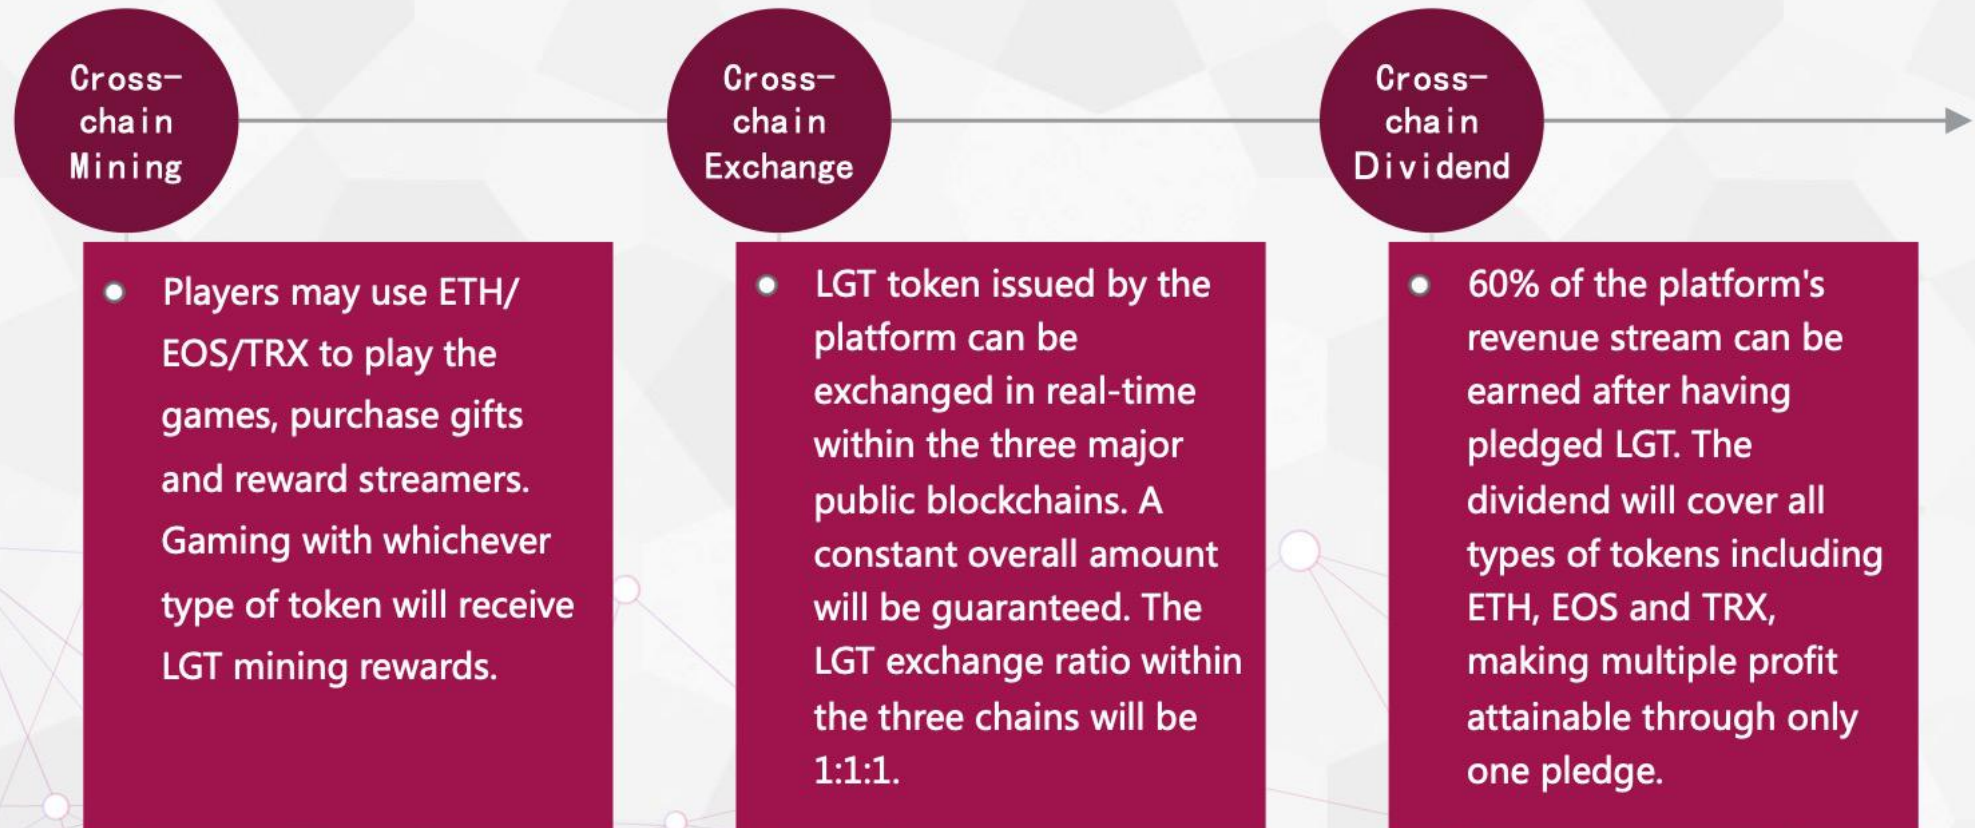 Cross-
chain
Mining
Cross-
chain
Exchange
Cross-
chain
Dividend
Players may use ETH/
EOS/TRX to play the
games, purchase gifts
and reward streamers.
Gaming with whichever
type of token will receive
LGT mining rewards.
LGT token issued by the
platform can be
exchanged in real-time
within the three major
public blockchains. A
constant overall amount
will be guaranteed. The
LGT exchange ratio within
the three chains will be
1:1:1.
60% of the platform's
revenue stream can be
earned after having
pledged LGT. The
dividend will cover all
types of tokens including
ETH, EOS and TRX,
making multiple profit
attainable through only
one pledge.